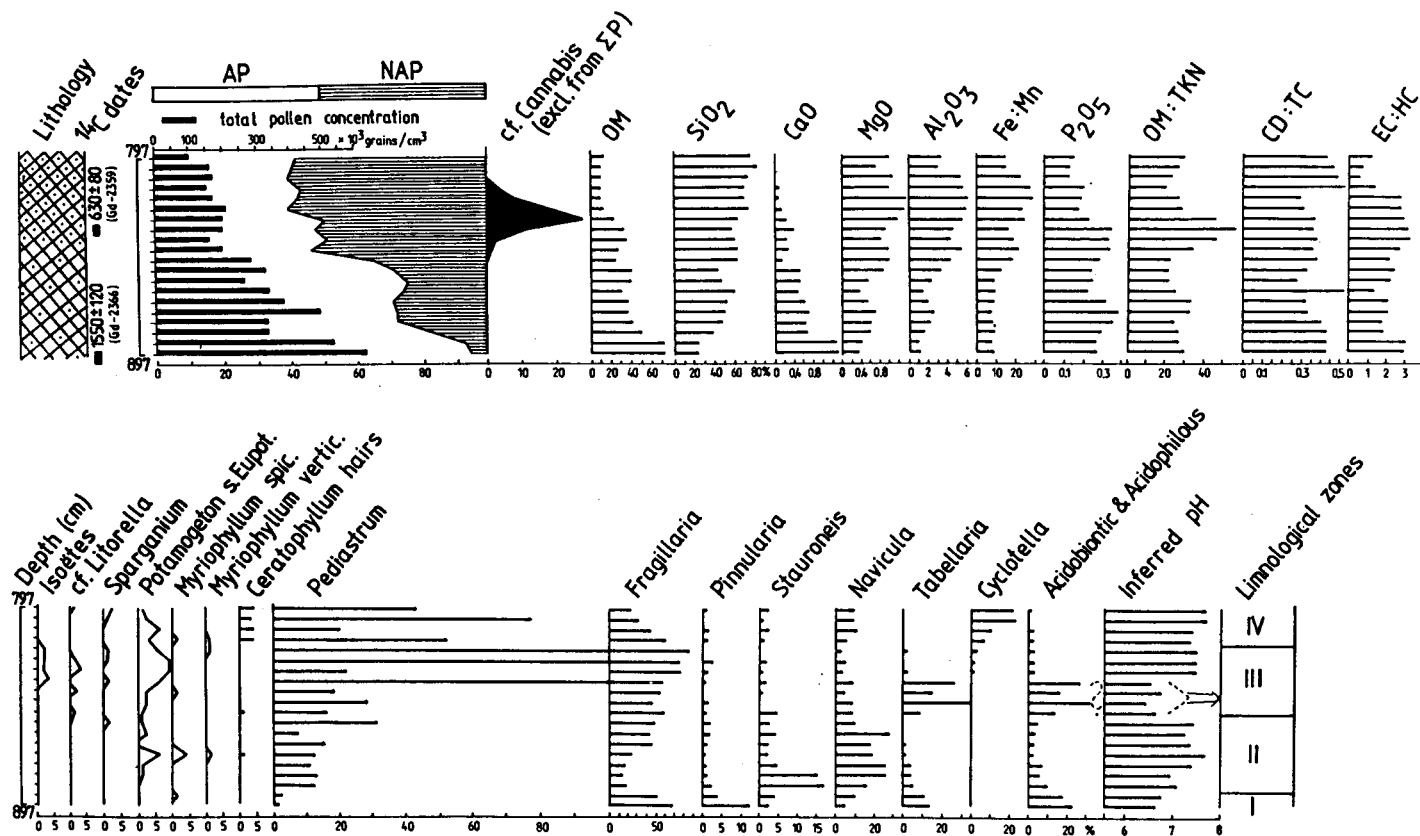 Lithology
14C dates
AP
NAP
total pollen concentration
0 100 300 500 × 10³ grains/cm³
cf. Cannabis
(excl. from ΣP)
OM
SiO₂
CaO
MgO
Al₂O₃
Fe:Mn
P₂O₅
OM:TKN
CD:TC
EC:HC
797
630±80
(Gd-2359)
1550±120
(Gd-2366)
897
0 20 40 60 80
0 20
0 20 40 60
0 20 40 60 80%
0 0,4 0,8
0 0,4 0,8
0 2 4 6
0 10 20
0 0,1 0,3
0 20 40
0 0,1 0,3 0,5
0 1 2 3
Depth (cm)
Isoëtes
cf. Litorella
Sparganium
Potamogeton s.Eupot.
Myriophyllum spic.
Myriophyllum vertic.
Ceratophyllum hairs
Pediastrum
Fragillaria
Pinnularia
Stauroneis
Navicula
Tabellaria
Cyclotella
Acidobiontic & Acidophilous
Inferred pH
Limnological zones
797
IV
III
II
I
897
0 5
0 5
0 5
0 5
0 5
0 5
0 5
0 20 40 60 80
0 50
0 5 10
0 5 10 15
0 20
0 20
0 20
0 20 %
6 7 8